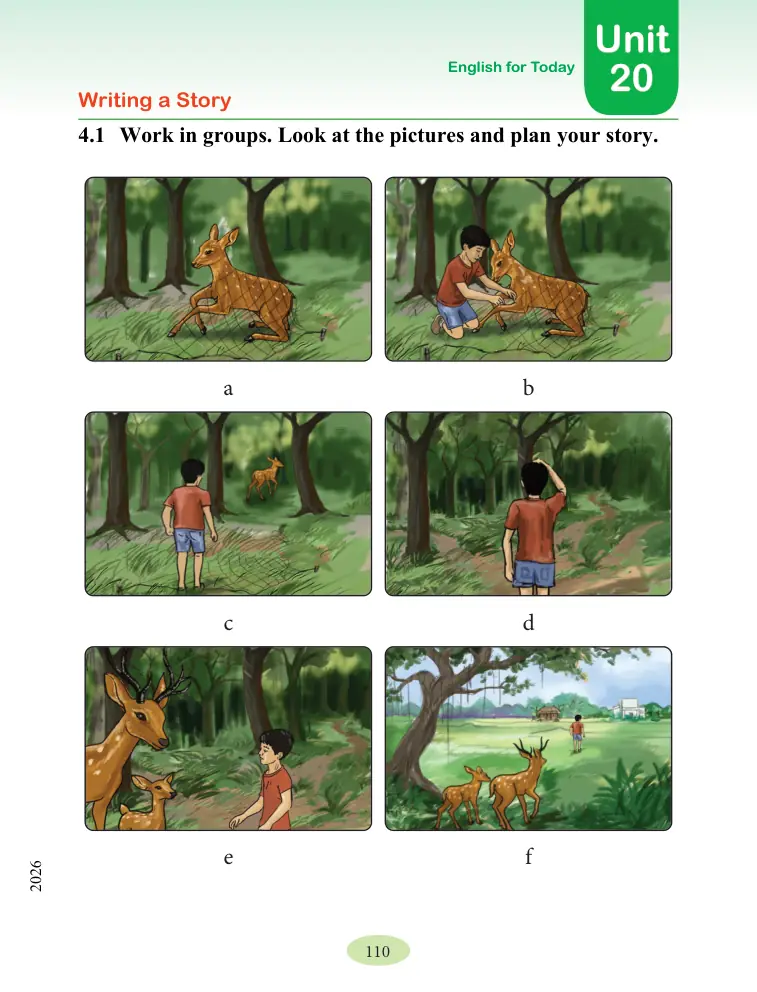 Unit
20
English for Today
Writing a Story
4.1 Work in groups. Look at the pictures and plan your story.
a
b
c
d
e
f
2026
110